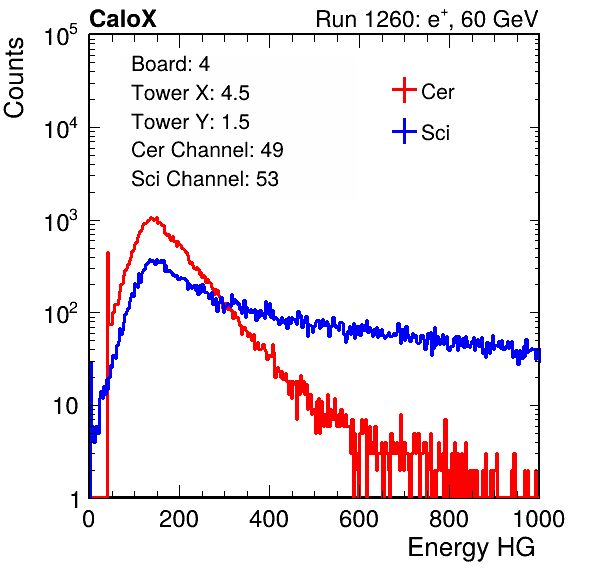 CaloX Run 1260: e⁺, 60 GeV
Counts
10⁵
10⁴
10³
10²
10
1
Board: 4
Tower X: 4.5
Tower Y: 1.5
Cer Channel: 49
Sci Channel: 53
Cer
Sci
0 200 400 600 800 1000
Energy HG